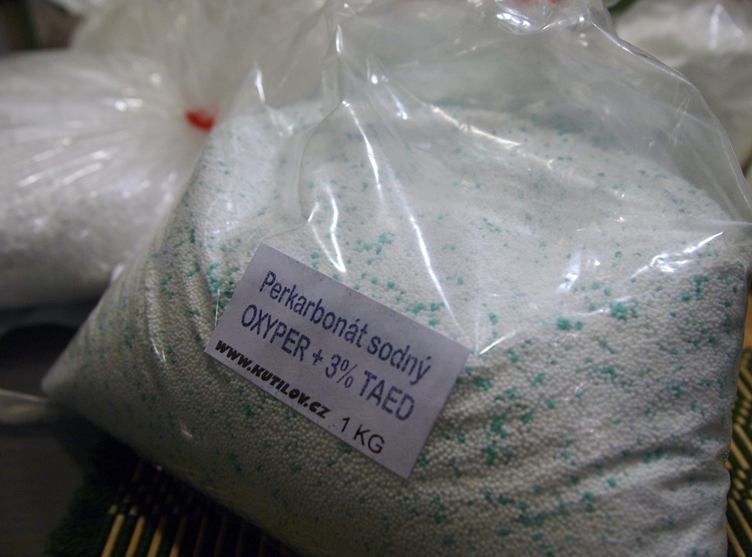 Perkarbonát sodný
OXYPER + 3% TAED
www.KUTILOV.cz 1 KG